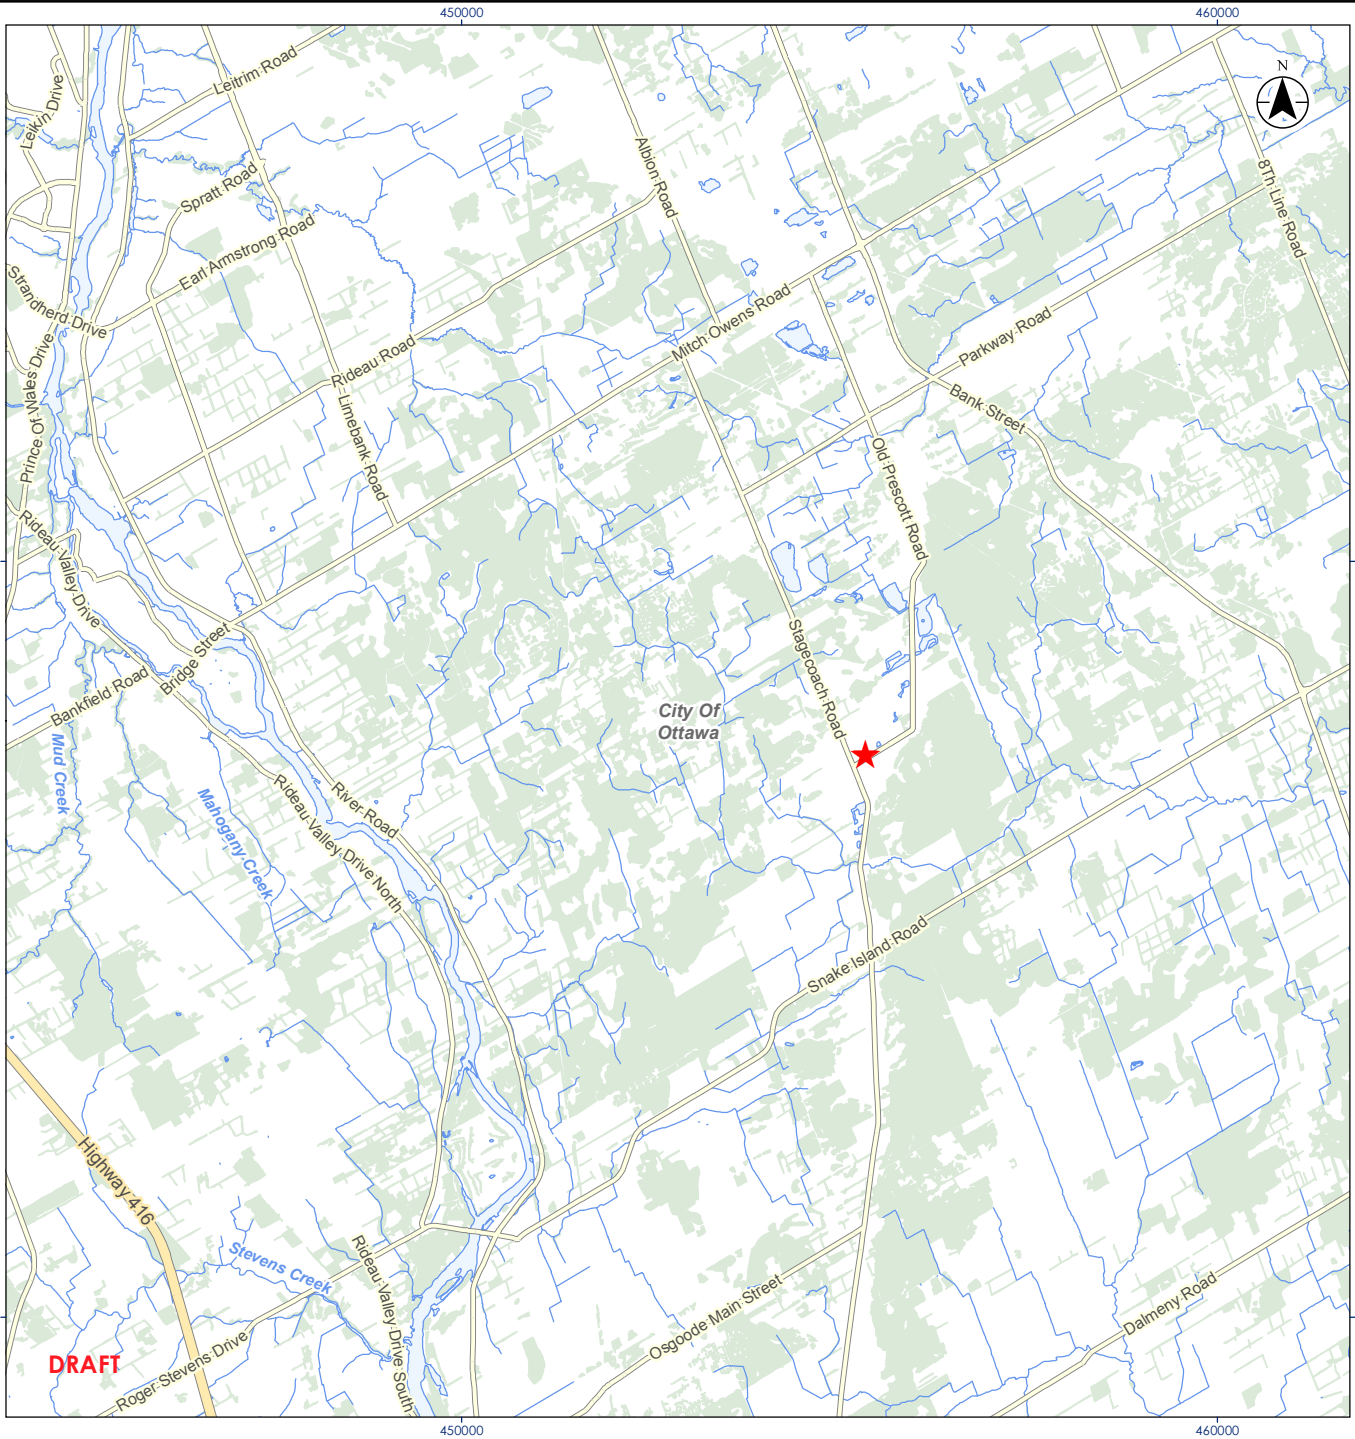 450000
460000
Leitrim Road
N
Leikin Drive
Albion Road
8Th Line Road
Spratt Road
Earl Armstrong Road
Strandherd Drive
Mitch Owens Road
Parkway Road
Prince Of Wales Drive
Rideau Road
Bank Street
Limebank Road
Old Prescott Road
Rideau Valley Drive
Stagecoach Road
Bridge Street
Bankfield Road
City Of
Ottawa
Mud Creek
Mahogany Creek
River Road
Rideau Valley Drive North
Snake Island Road
Highway 416
Stevens Creek
Rideau Valley Drive South
Osgoode Main Street
Dalmeny Road
Roger Stevens Drive
DRAFT
450000
460000